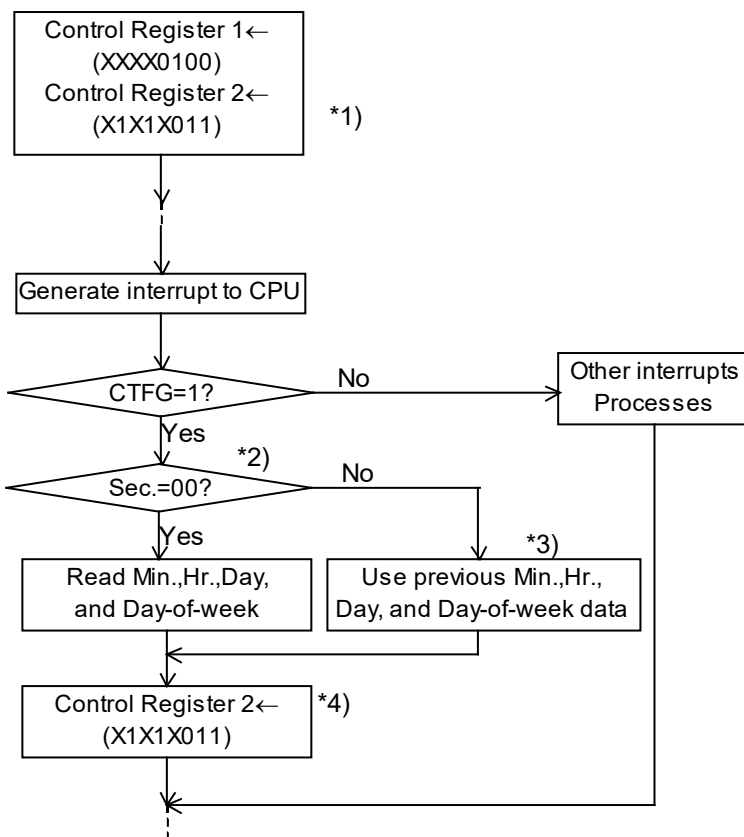 Control Register 1←
(XXXX0100)
Control Register 2←
(X1X1X011)
*1)
Generate interrupt to CPU
CTFG=1?
No
Other interrupts
Processes
Yes
*2)
Sec.=00?
No
Yes
*3)
Read Min.,Hr.,Day,
and Day-of-week
Use previous Min.,Hr.,
Day, and Day-of-week data
Control Register 2←
(X1X1X011)
*4)